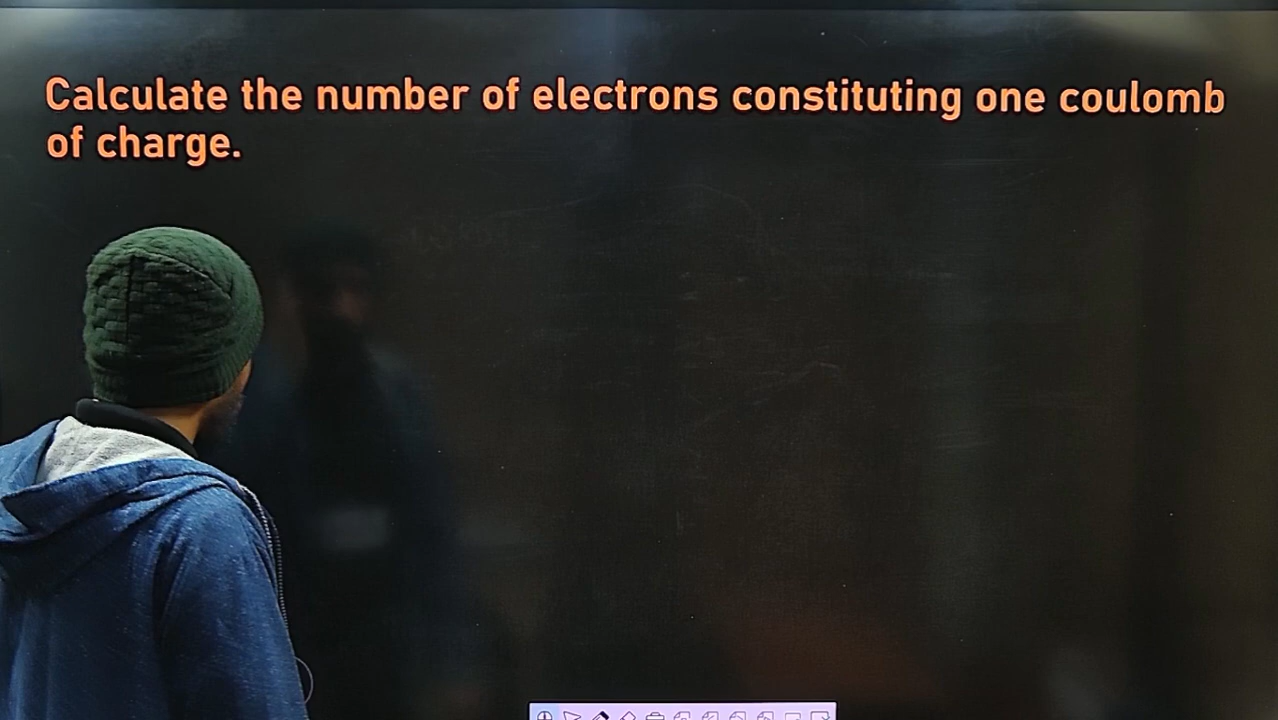 Calculate the number of electrons constituting one coulomb
of charge.